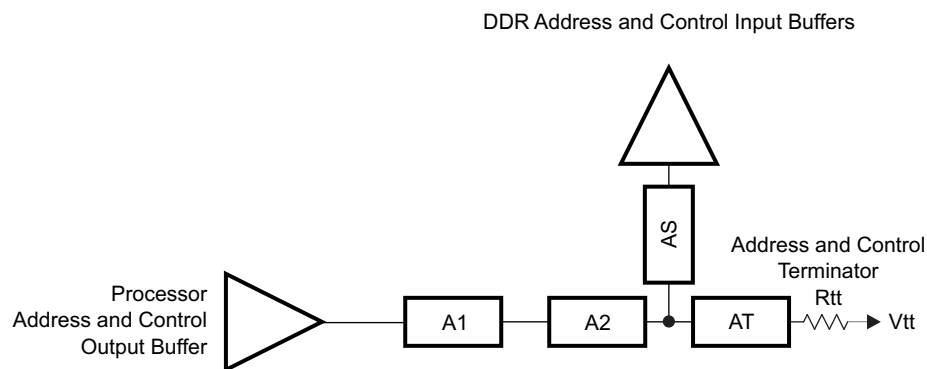 DDR Address and Control Input Buffers
AS
Address and Control
Terminator
Rtt
Processor
Address and Control
Output Buffer
A1
A2
AT
Vtt